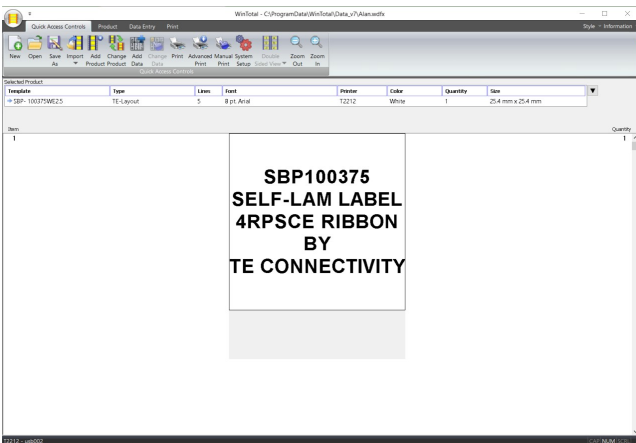 WinTotal - C:\ProgramData\WinTotal\Data_v7\Alan.wdfx
Quick Access Controls Product Data Entry Print
Style Information
New Open Save As Import Add Product Change Product Add Data Change Data Print Advanced Print Manual Print System Setup Double Sided View Zoom Out Zoom In
Quick Access Controls
Selected Product
Template Type Lines Font Printer Color Quantity Size
SBP- 100375WE2.5 TE-Layout 5 8 pt. Arial T2212 White 1 25.4 mm x 25.4 mm
Item Quantity
1 1
SBP100375
SELF-LAM LABEL
4RPSCE RIBBON
BY
TE CONNECTIVITY
T2212 - usb002 CAP NUM SCRL